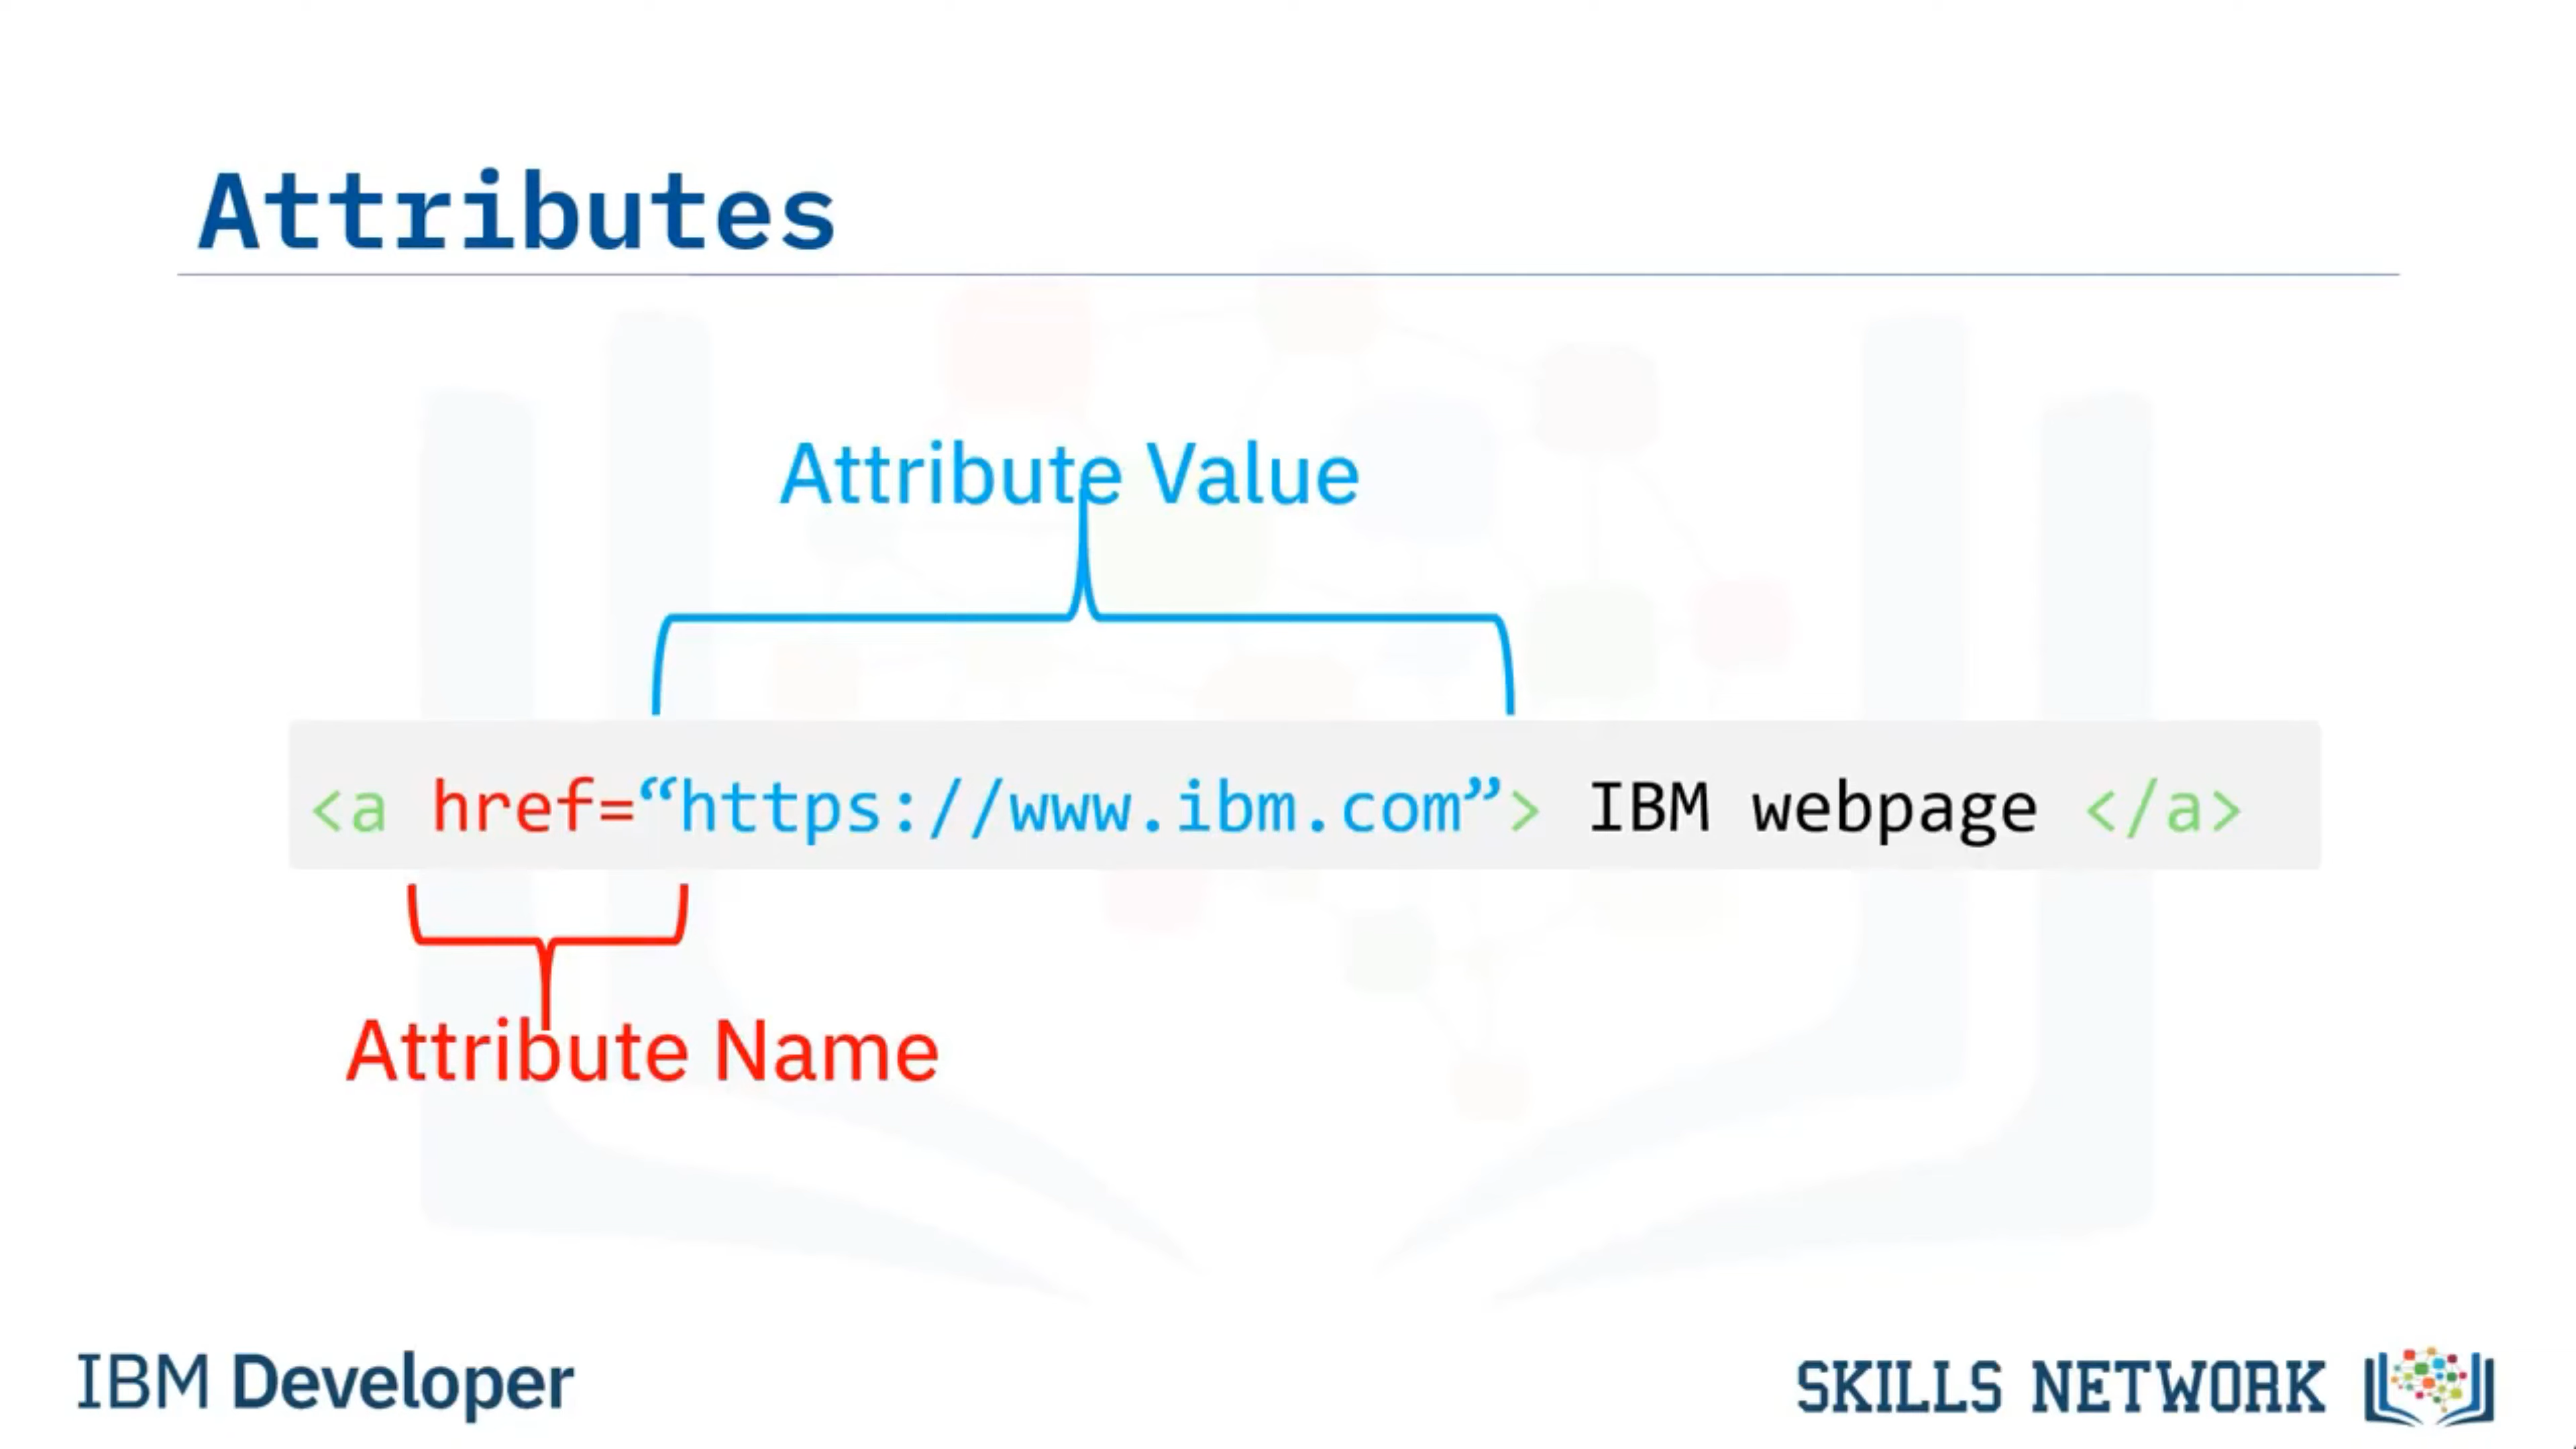 Attributes
Attribute Value
<a href=“https://www.ibm.com”> IBM webpage </a>
Attribute Name
IBM Developer
SKILLS NETWORK